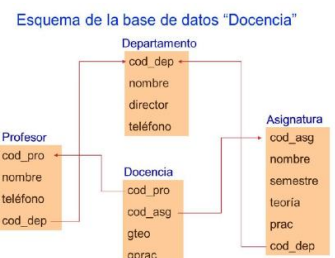 Esquema de la base de datos “Docencia”
Departamento
cod_dep
nombre
director
teléfono
Profesor
cod_pro
nombre
teléfono
cod_dep
Docencia
cod_pro
cod_asg
gteo
gprac
Asignatura
cod_asg
nombre
semestre
teoría
prac
cod_dep